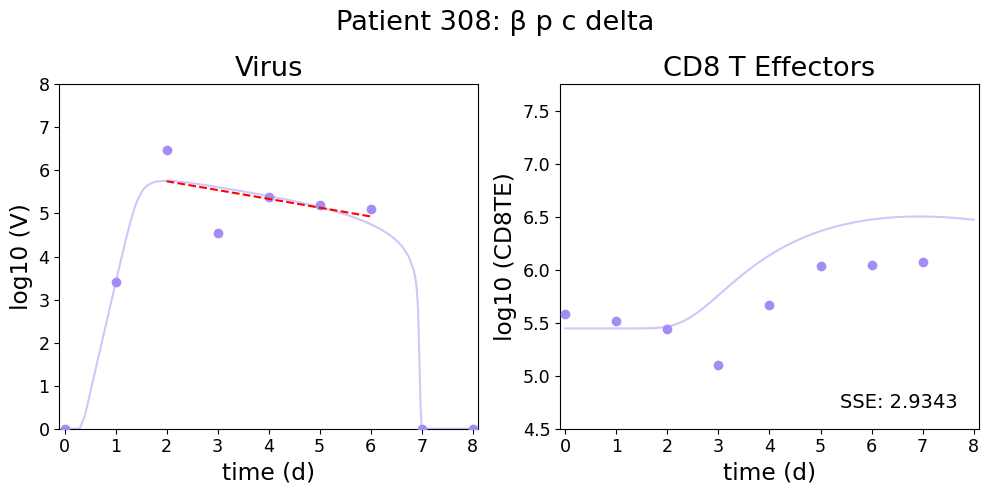 Patient 308: β p c delta
Virus
CD8 T Effectors
log10 (V)
8
7
6
5
4
3
2
1
0
0 1 2 3 4 5 6 7 8
time (d)
log10 (CD8TE)
7.5
7.0
6.5
6.0
5.5
5.0
4.5
SSE: 2.9343
0 1 2 3 4 5 6 7 8
time (d)